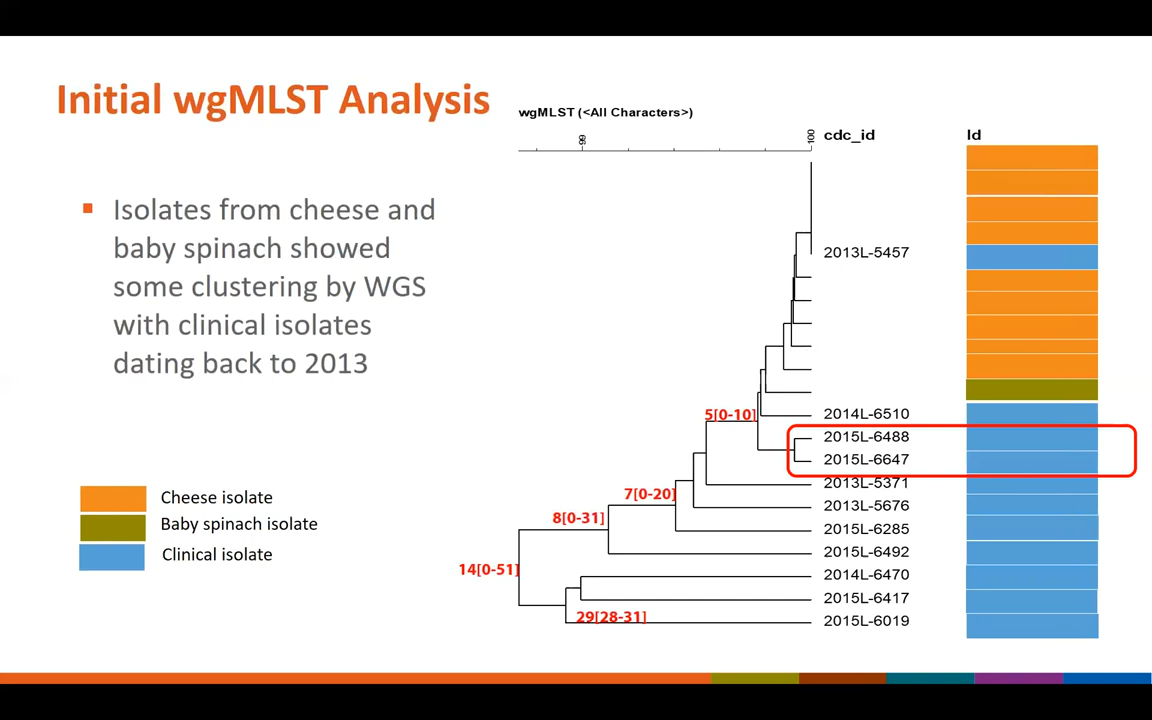 Initial wgMLST Analysis
wgMLST (<All Characters>)
99
100
cdc_id
Id
▪ Isolates from cheese and
baby spinach showed
some clustering by WGS
with clinical isolates
dating back to 2013
Cheese isolate
Baby spinach isolate
Clinical isolate
2013L-5457
2014L-6510
2015L-6488
2015L-6647
2013L-5371
2013L-5676
2015L-6285
2015L-6492
2014L-6470
2015L-6417
2015L-6019
5[0-10]
7[0-20]
8[0-31]
14[0-51]
29[28-31]